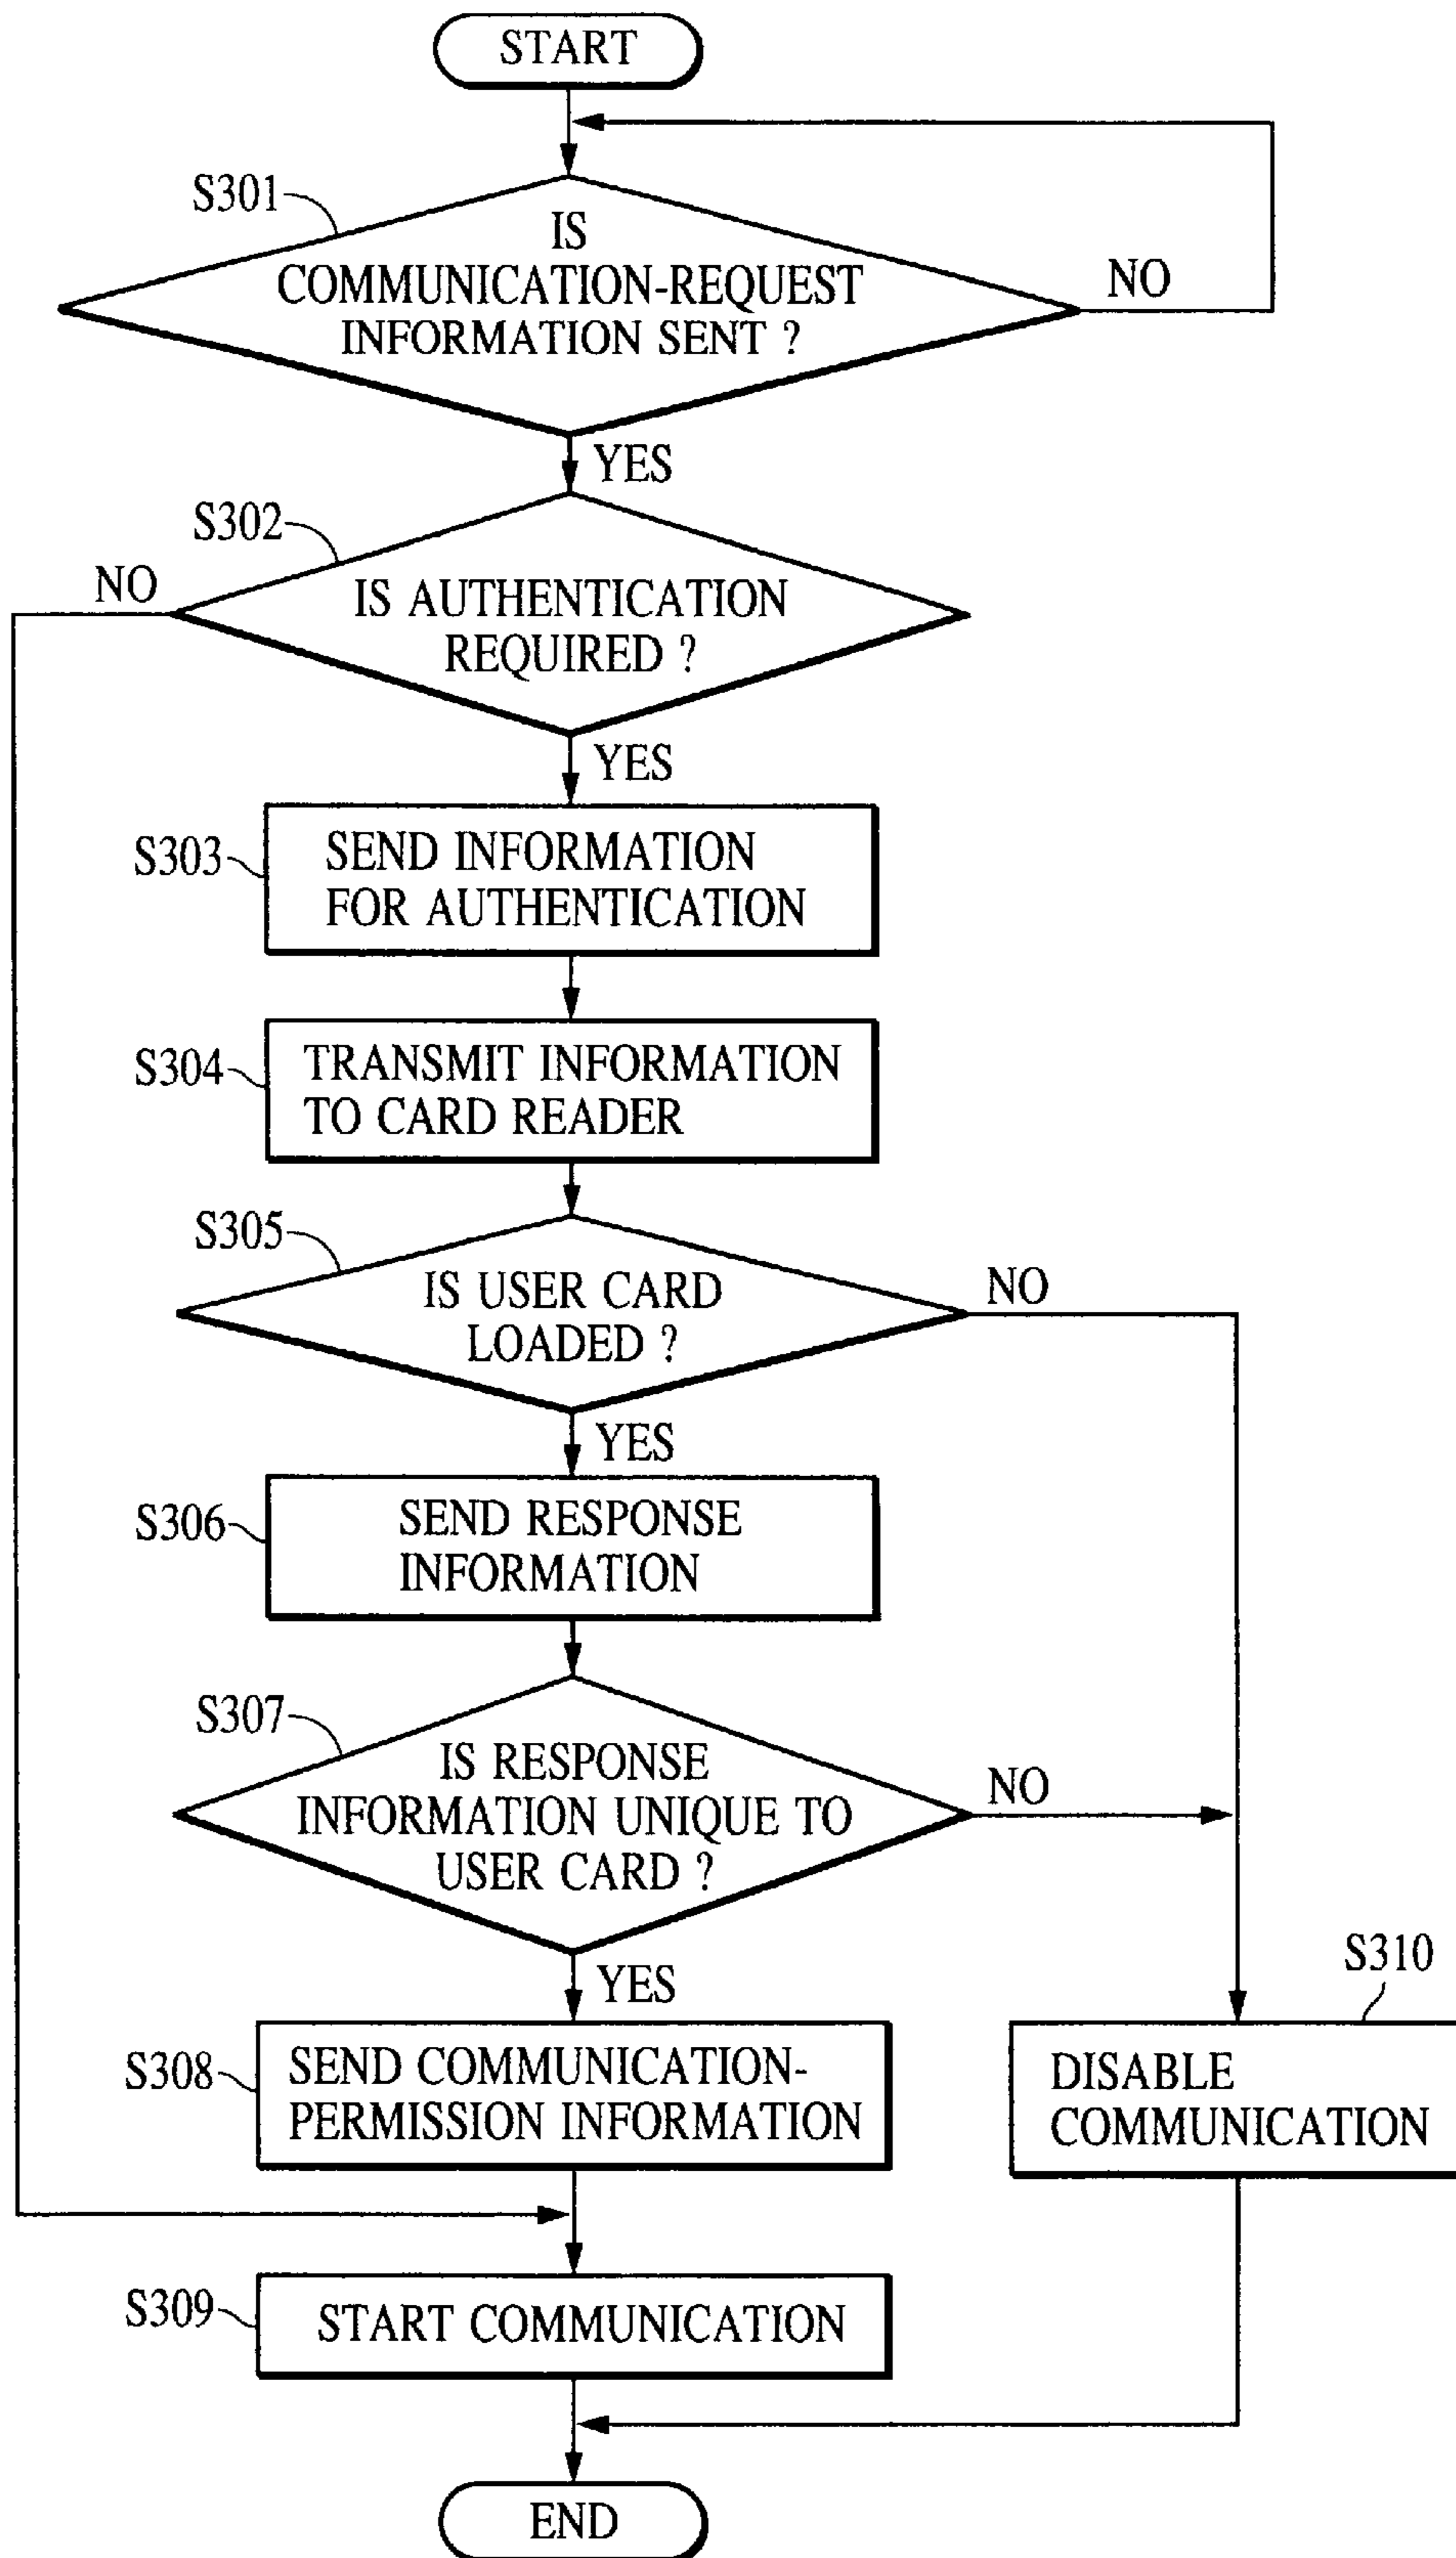 START
S301
IS
COMMUNICATION-REQUEST
INFORMATION SENT ?
NO
YES
S302
NO
IS AUTHENTICATION
REQUIRED ?
YES
S303
SEND INFORMATION
FOR AUTHENTICATION
S304
TRANSMIT INFORMATION
TO CARD READER
S305
IS USER CARD
LOADED ?
NO
YES
S306
SEND RESPONSE
INFORMATION
S307
IS RESPONSE
INFORMATION UNIQUE TO
USER CARD ?
NO
YES
S310
S308
SEND COMMUNICATION-
PERMISSION INFORMATION
DISABLE
COMMUNICATION
S309
START COMMUNICATION
END